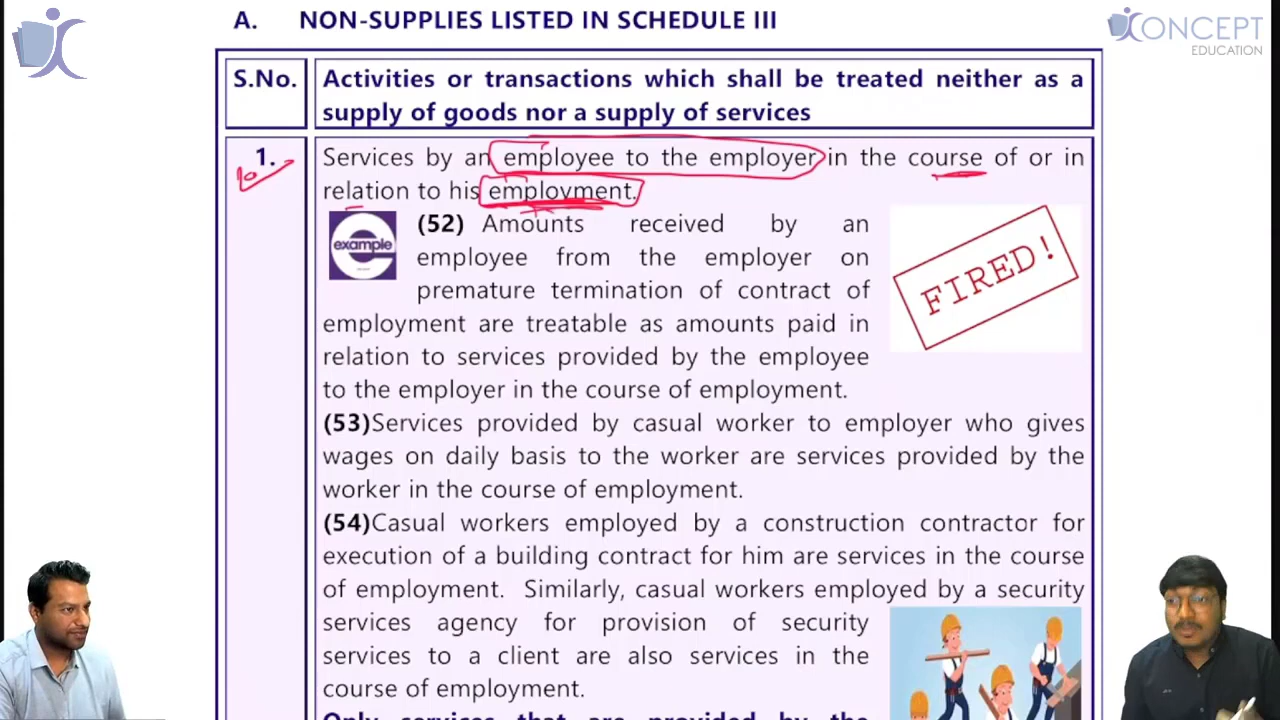 A. NON-SUPPLIES LISTED IN SCHEDULE III
CONCEPT
EDUCATION
S.No. Activities or transactions which shall be treated neither as a
supply of goods nor a supply of services
1. Services by an employee to the employer in the course of or in
relation to his employment.
example
(52) Amounts received by an
employee from the employer on
premature termination of contract of
employment are treatable as amounts paid in
relation to services provided by the employee
to the employer in the course of employment.
FIRED!
(53)Services provided by casual worker to employer who gives
wages on daily basis to the worker are services provided by the
worker in the course of employment.
(54)Casual workers employed by a construction contractor for
execution of a building contract for him are services in the course
of employment. Similarly, casual workers employed by a security
services agency for provision of security
services to a client are also services in the
course of employment.
Only services that are provided by the